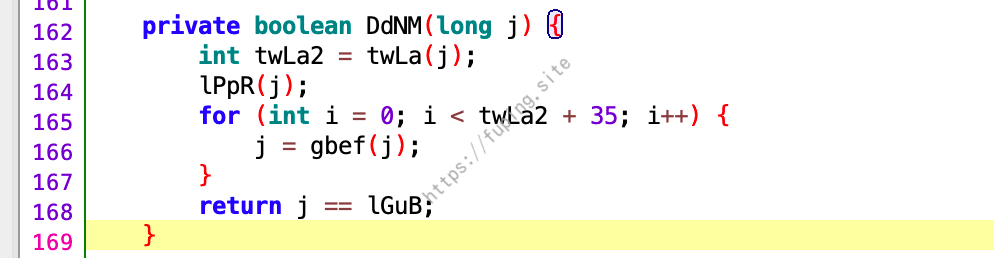 161
162 private boolean DdNM(long j) {
163 int twLa2 = twLa(j);
164 lPpR(j);
165 for (int i = 0; i < twLa2 + 35; i++) {
166 j = gbef(j);
167 }
168 return j == lGuB;
169 }
https://fuping.site